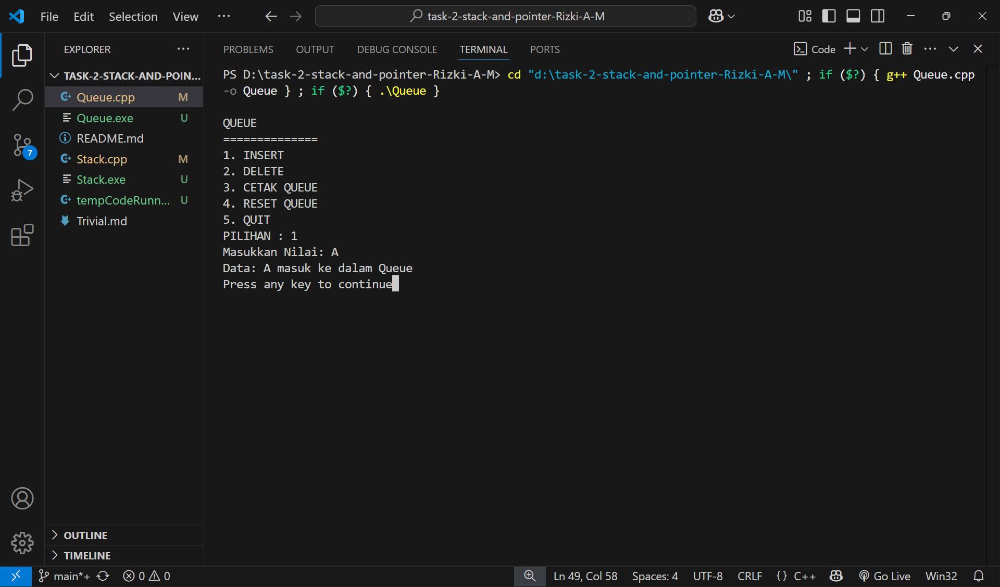 File Edit Selection View ··· task-2-stack-and-pointer-Rizki-A-M
EXPLORER ···
TASK-2-STACK-AND-POIN...
Queue.cpp M
Queue.exe U
README.md
Stack.cpp M
Stack.exe U
tempCodeRunn... U
Trivial.md
7
OUTLINE
TIMELINE
PROBLEMS OUTPUT DEBUG CONSOLE TERMINAL PORTS Code
PS D:\task-2-stack-and-pointer-Rizki-A-M> cd "d:\task-2-stack-and-pointer-Rizki-A-M\" ; if ($?) { g++ Queue.cpp
-o Queue } ; if ($?) { .\Queue }
QUEUE
==============
1. INSERT
2. DELETE
3. CETAK QUEUE
4. RESET QUEUE
5. QUIT
PILIHAN : 1
Masukkan Nilai: A
Data: A masuk ke dalam Queue
Press any key to continue
main*+ 0 0 Ln 49, Col 58 Spaces: 4 UTF-8 CRLF {} C++ Go Live Win32